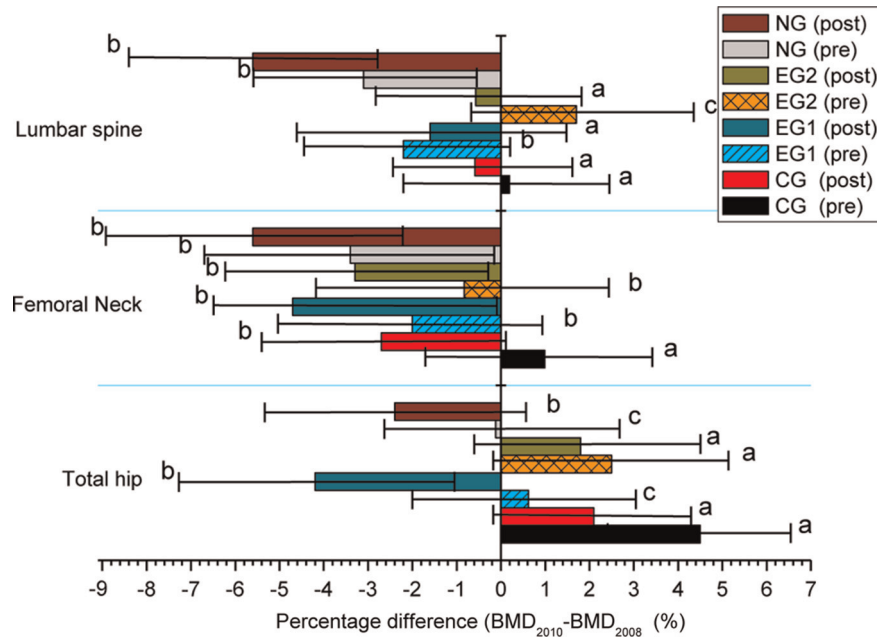 NG (post)
NG (pre)
EG2 (post)
EG2 (pre)
EG1 (post)
EG1 (pre)
CG (post)
CG (pre)
Lumbar spine
b
b
a
c
a
b
a
a
Femoral Neck
b
b
b
b
b
b
b
a
Total hip
b
c
a
a
b
c
a
a
-9 -8 -7 -6 -5 -4 -3 -2 -1 0 1 2 3 4 5 6 7
Percentage difference (BMD2010-BMD2008 (%)